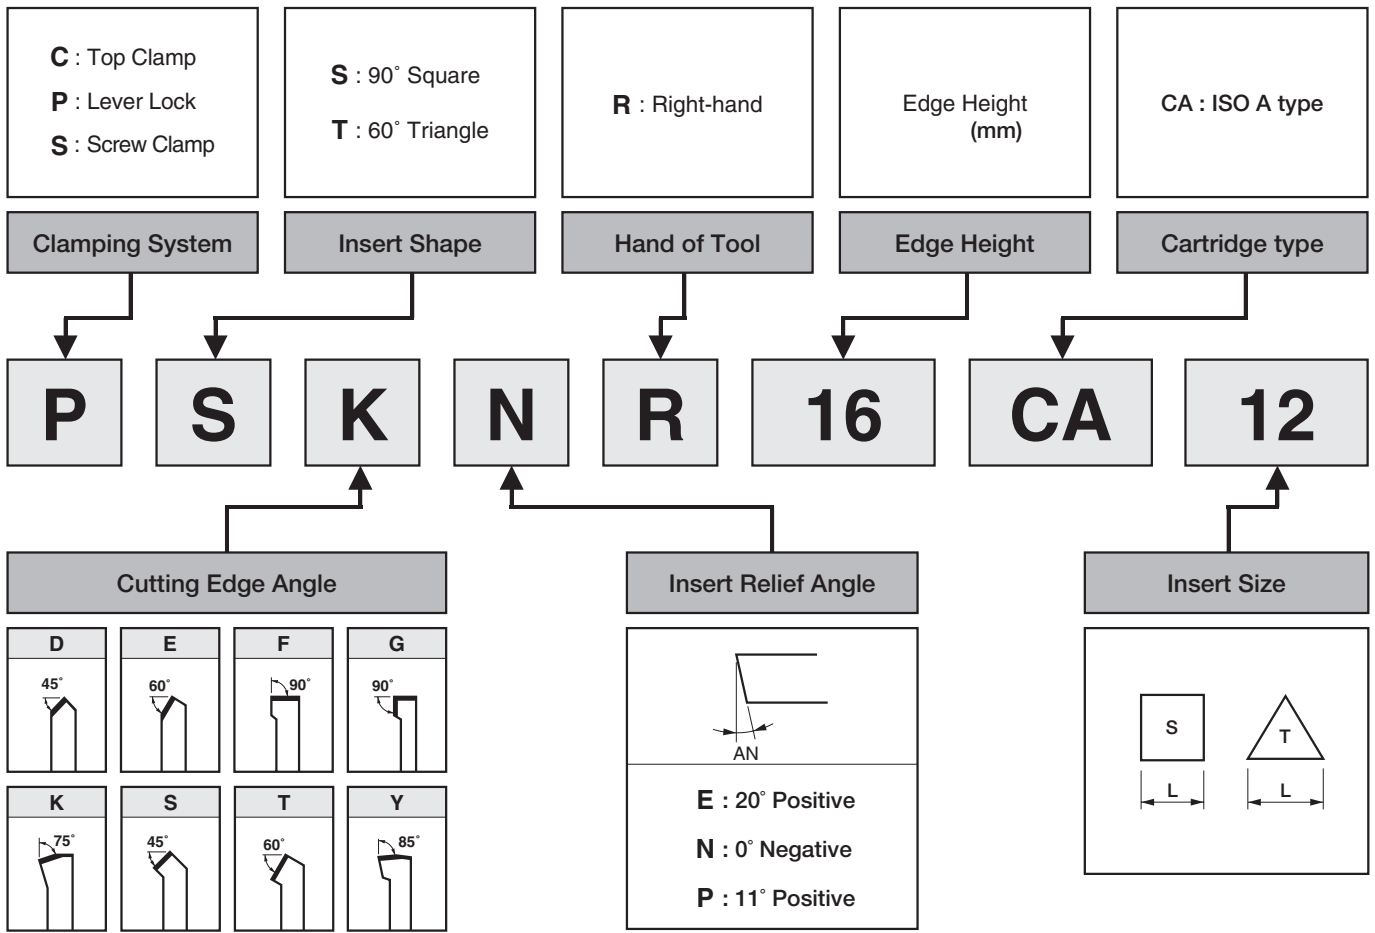 C : Top Clamp
P : Lever Lock
S : Screw Clamp
S : 90˚ Square
T : 60˚ Triangle
R : Right-hand
Edge Height
(mm)
CA : ISO A type
Clamping System
Insert Shape
Hand of Tool
Edge Height
Cartridge type
P S K N R 16 CA 12
Cutting Edge Angle
Insert Relief Angle
Insert Size
D
45˚
E
60˚
F
90˚
G
90˚
K
75˚
S
45˚
T
60˚
Y
85˚
AN
E : 20˚ Positive
N : 0˚ Negative
P : 11˚ Positive
S
T
L
L